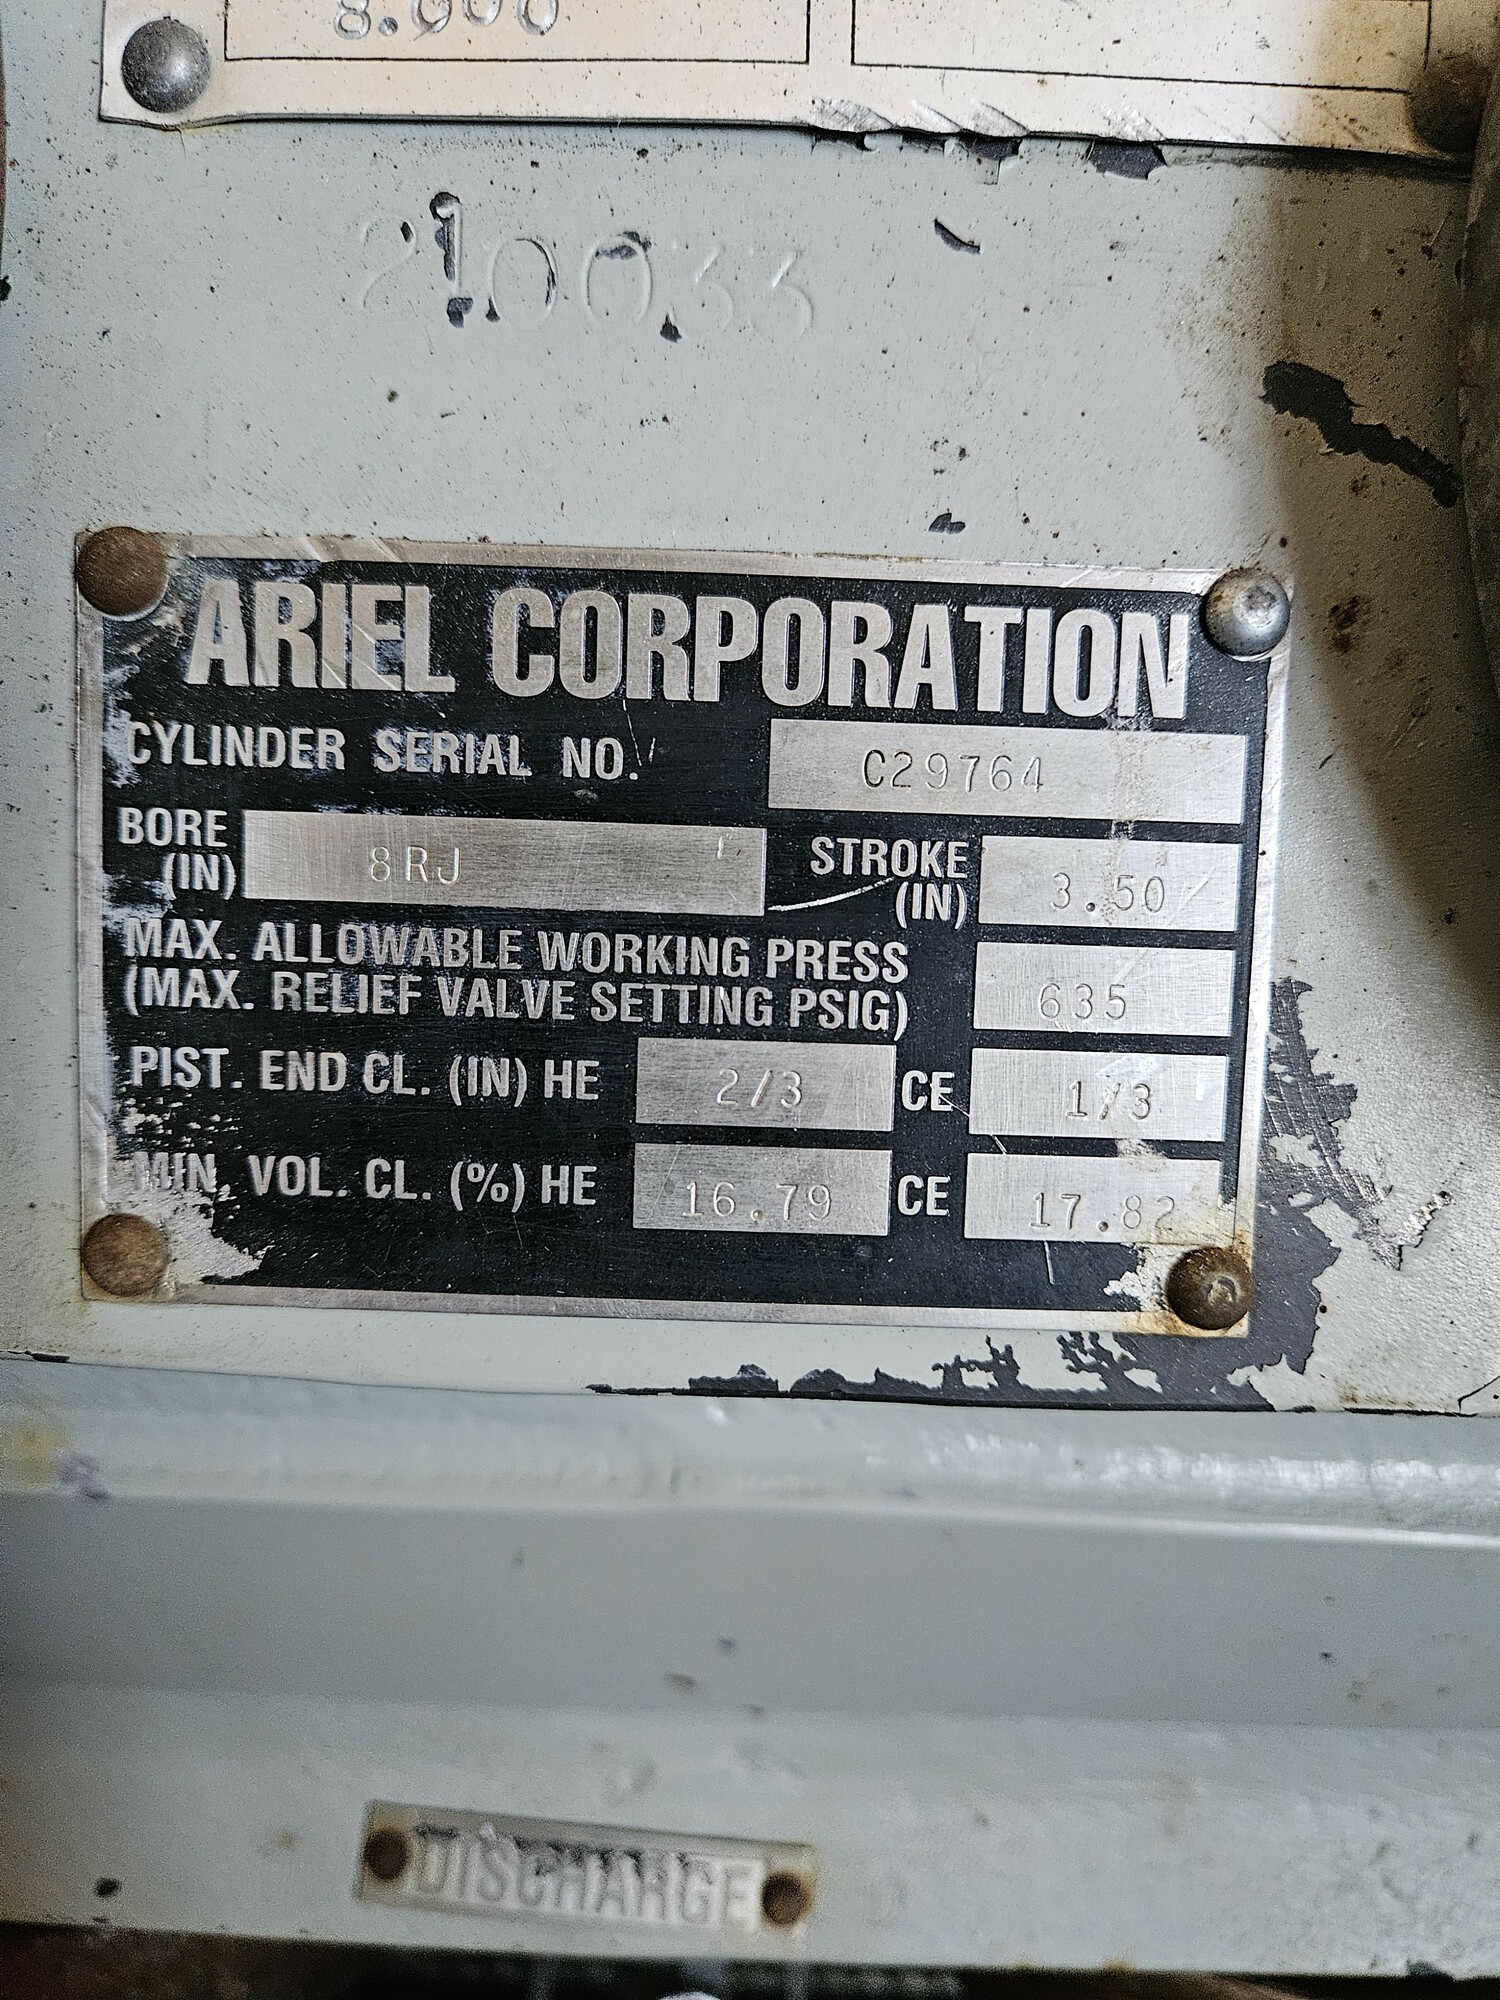 8.000
210033
ARIEL CORPORATION
CYLINDER SERIAL NO. C29764
BORE (IN) 8RJ STROKE (IN) 3.50
MAX. ALLOWABLE WORKING PRESS
(MAX. RELIEF VALVE SETTING PSIG) 635
PIST. END CL. (IN) HE 2/3 CE 1/3
MIN. VOL. CL. (%) HE 16.79 CE 17.82
DISCHARGE